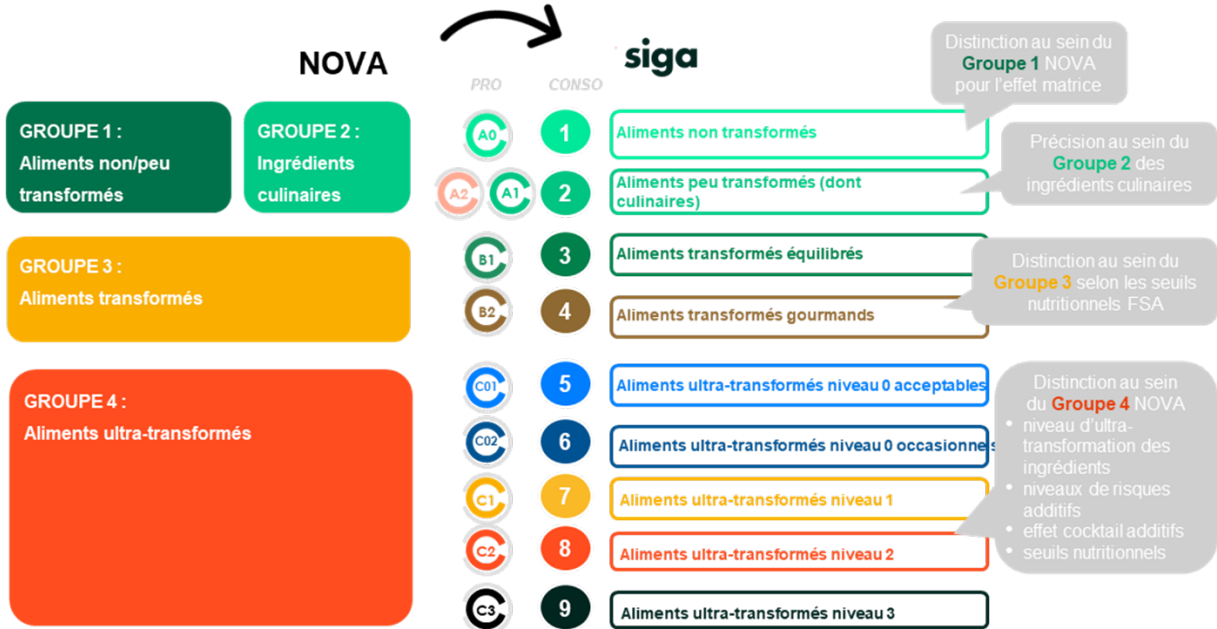 NOVA
siga
PRO
CONSO
GROUPE 1 :
Aliments non/peu
transformés
GROUPE 2 :
Ingrédients
culinaires
GROUPE 3 :
Aliments transformés
GROUPE 4 :
Aliments ultra-transformés
A0
1
Aliments non transformés
A2
A1
2
Aliments peu transformés (dont
culinaires)
B1
3
Aliments transformés équilibrés
B2
4
Aliments transformés gourmands
C01
5
Aliments ultra-transformés niveau 0 acceptables
C02
6
Aliments ultra-transformés niveau 0 occasionnels
C1
7
Aliments ultra-transformés niveau 1
C2
8
Aliments ultra-transformés niveau 2
C3
9
Aliments ultra-transformés niveau 3
Distinction au sein du
Groupe 1 NOVA
pour l'effet matrice
Précision au sein du
Groupe 2 des
ingrédients culinaires
Distinction au sein du
Groupe 3 selon les seuils
nutritionnels FSA
Distinction au sein
du Groupe 4 NOVA
• niveau d'ultra-
transformation des
ingrédients
• niveaux de risques
additifs
• effet cocktail additifs
• seuils nutritionnels